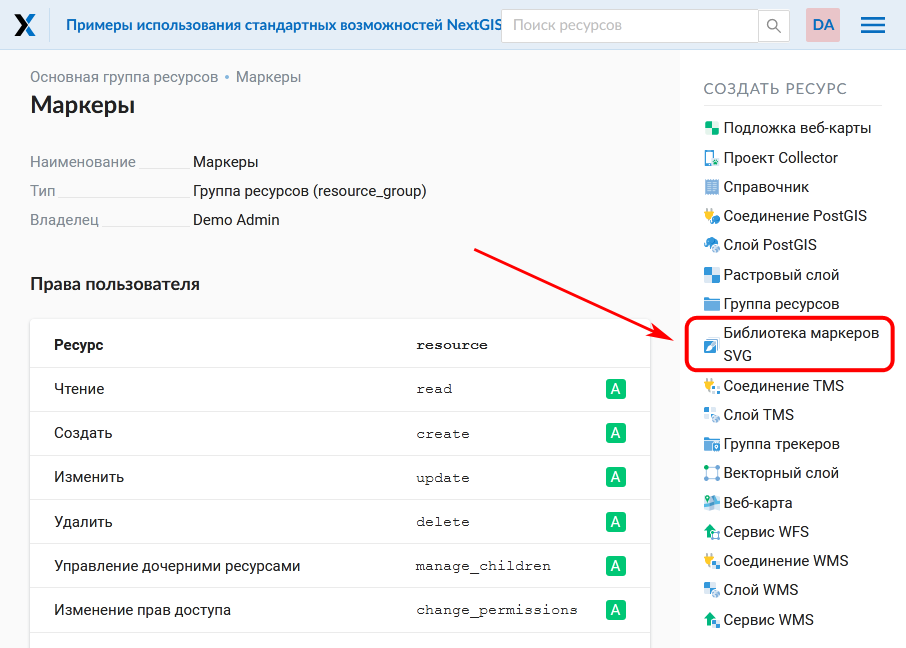 Примеры использования стандартных возможностей NextGIS
Поиск ресурсов
DA
Основная группа ресурсов • Маркеры
Маркеры
Наименование Маркеры
Тип Группа ресурсов (resource_group)
Владелец Demo Admin
Права пользователя
Ресурс resource
Чтение read A
Создать create A
Изменить update A
Удалить delete A
Управление дочерними ресурсами manage_children A
Изменение прав доступа change_permissions A
СОЗДАТЬ РЕСУРС
Подложка веб-карты
Проект Collector
Справочник
Соединение PostGIS
Слой PostGIS
Растровый слой
Группа ресурсов
Библиотека маркеров
SVG
Соединение TMS
Слой TMS
Группа трекеров
Векторный слой
Веб-карта
Сервис WFS
Соединение WMS
Слой WMS
Сервис WMS